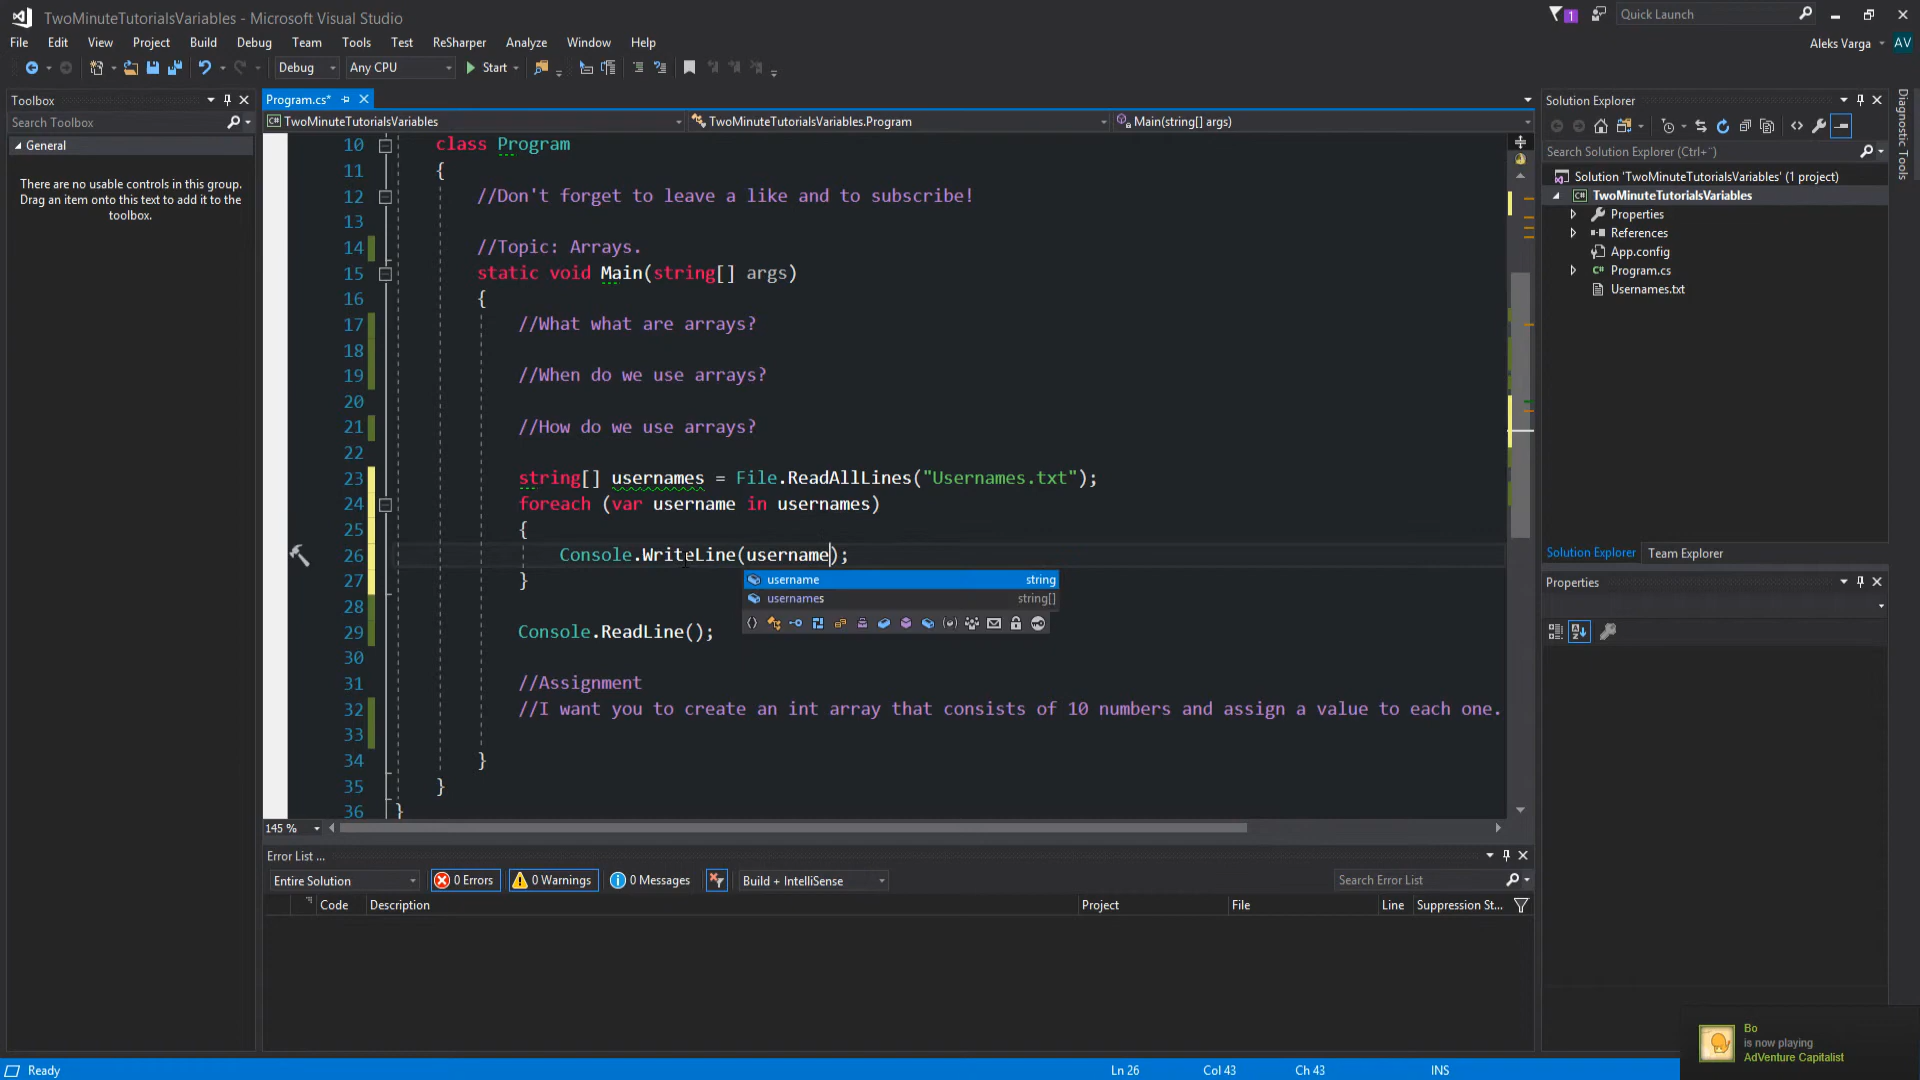 TwoMinuteTutorialsVariables - Microsoft Visual Studio
1
Quick Launch
File Edit View Project Build Debug Team Tools Test ReSharper Analyze Window Help
Aleks Varga AV
Debug Any CPU Start
Toolbox
Search Toolbox
General
There are no usable controls in this group. Drag an item onto this text to add it to the toolbox.
Program.cs*
TwoMinuteTutorialsVariables TwoMinuteTutorialsVariables.Program Main(string[] args)
10 class Program
11 {
12 //Don't forget to leave a like and to subscribe!
13
14 //Topic: Arrays.
15 static void Main(string[] args)
16 {
17 //What what are arrays?
18
19 //When do we use arrays?
20
21 //How do we use arrays?
22
23 string[] usernames = File.ReadAllLines("Usernames.txt");
24 foreach (var username in usernames)
25 {
26 Console.WriteLine(username);
27 }
28
29 Console.ReadLine();
30
31 //Assignment
32 //I want you to create an int array that consists of 10 numbers and assign a value to each one.
33
34 }
35 }
36 }
username string
usernames string[]
145 %
Error List ...
Entire Solution 0 Errors 0 Warnings 0 Messages Build + IntelliSense Search Error List
Code Description Project File Line Suppression St...
Solution Explorer
Search Solution Explorer (Ctrl+¨)
Solution 'TwoMinuteTutorialsVariables' (1 project)
TwoMinuteTutorialsVariables
Properties
References
App.config
Program.cs
Usernames.txt
Solution Explorer Team Explorer
Properties
Diagnostic Tools
Bo
is now playing
AdVenture Capitalist
Ready Ln 26 Col 43 Ch 43 INS